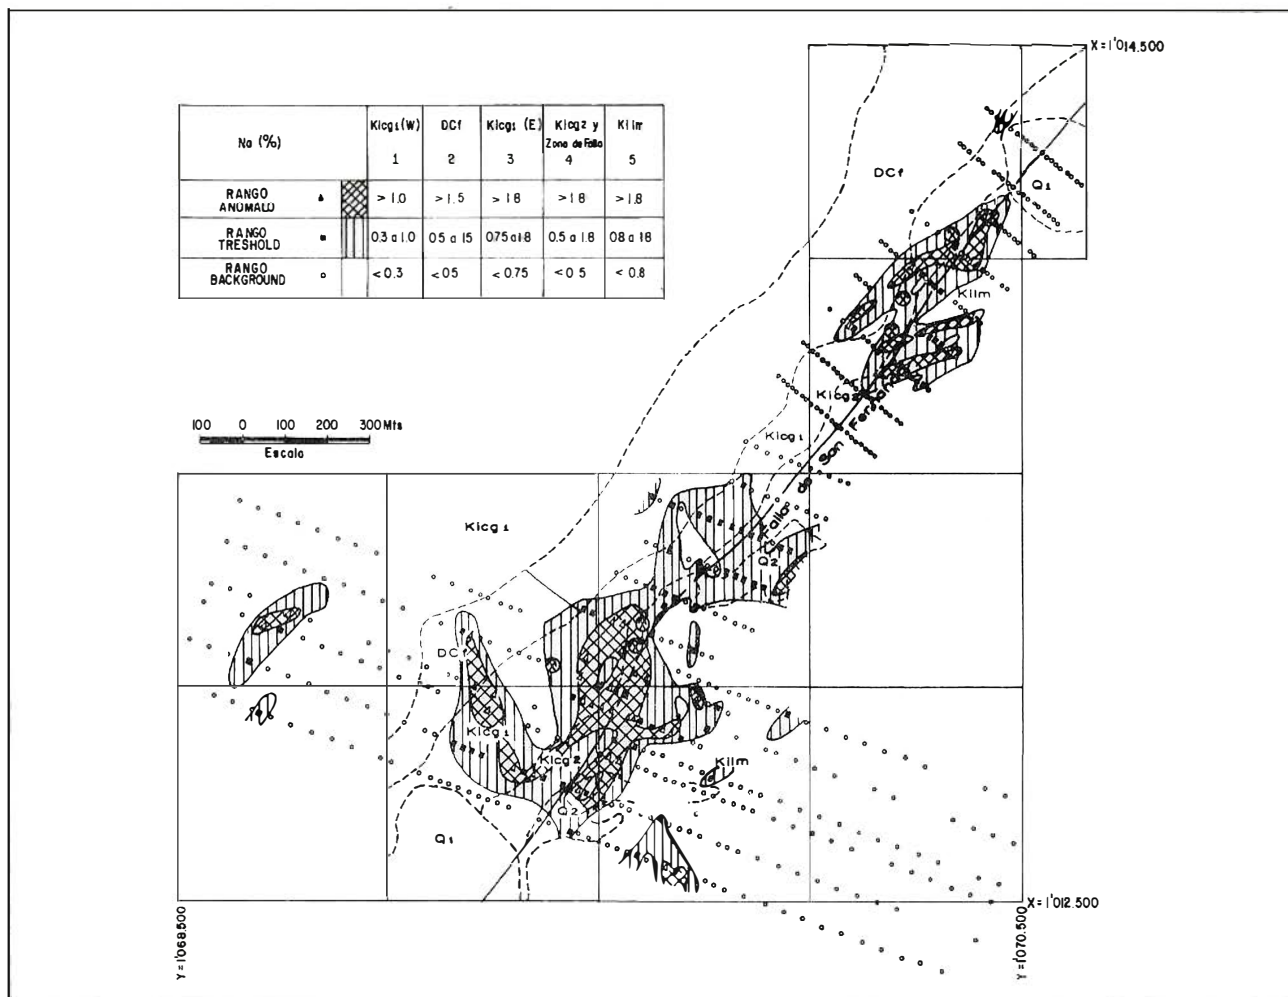 X = 1'014.500
Na (%)
Kicg1 (W)
DCf
Kicg1 (E)
Kicg2 y
Zona de Falla
Kilm
1
2
3
4
5
RANGO
ANOMALO
> 1.0
> 1.5
> 1 8
> 1 8
> 1.8
RANGO
TRESHOLD
0.3 a 1.0
0 5 a 1 5
0.75 a 1.8
0.5 a 1.8
0 8 a 1 8
RANGO
BACKGROUND
< 0.3
< 0 5
< 0.75
< 0 5
< 0.8
DCf
Q1
Kilm
Kicg2
Kicg1
100 0 100 200 300 Mts
Escala
Falla de San Fernando
Kicg1
Q2
DCf
Kicg1
Kicg2
Kilm
Q2
Q1
X = 1'012.500
Y = 1'068.500
Y = 1'070.500